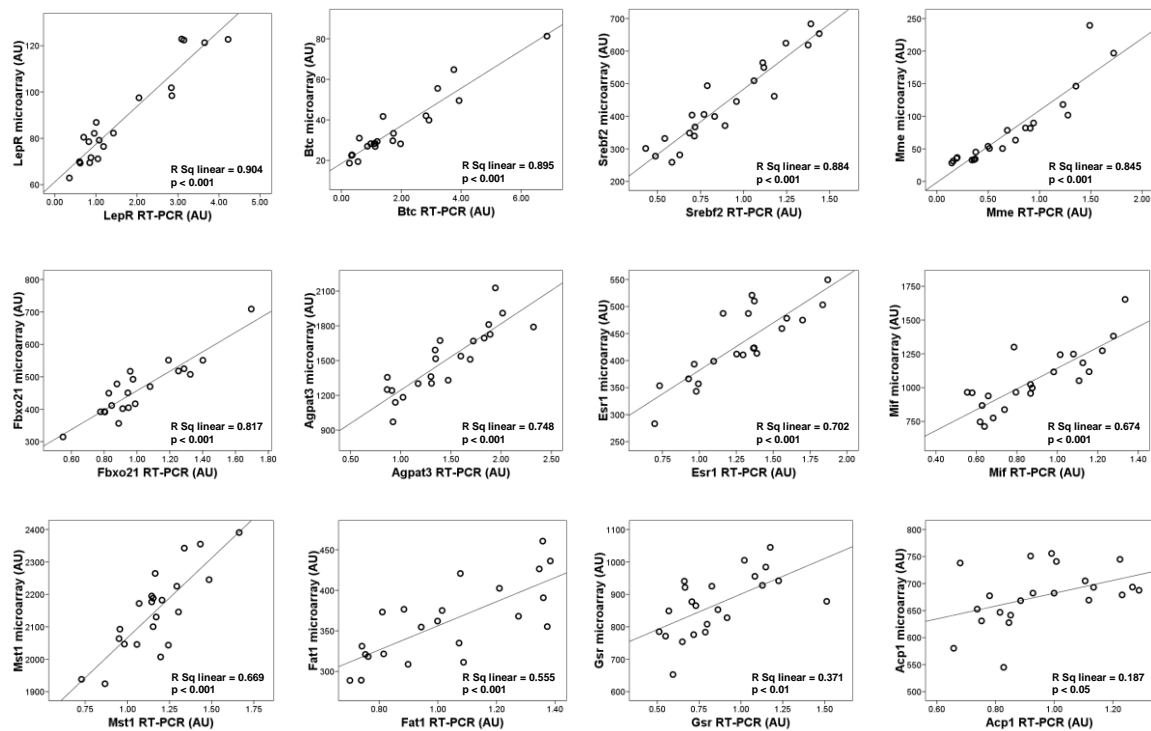 LepR microarray (AU)
120
100
80
60
R Sq linear = 0.904
p < 0.001
0.00 1.00 2.00 3.00 4.00 5.00
LepR RT-PCR (AU)
Btc microarray (AU)
80
60
40
20
R Sq linear = 0.895
p < 0.001
0.00 2.00 4.00 6.00
Btc RT-PCR (AU)
Srebf2 microarray (AU)
700
600
500
400
300
200
R Sq linear = 0.884
p < 0.001
0.50 0.75 1.00 1.25 1.50
Srebf2 RT-PCR (AU)
Mme microarray (AU)
250
200
150
100
50
0
R Sq linear = 0.845
p < 0.001
0.00 0.50 1.00 1.50 2.00
Mme RT-PCR (AU)
Fbxo21 microarray (AU)
800
700
600
500
400
300
R Sq linear = 0.817
p < 0.001
0.60 0.80 1.00 1.20 1.40 1.60 1.80
Fbxo21 RT-PCR (AU)
Agpat3 microarray (AU)
2100
1800
1500
1200
900
R Sq linear = 0.748
p < 0.001
0.50 1.00 1.50 2.00 2.50
Agpat3 RT-PCR (AU)
Esr1 microarray (AU)
550
500
450
400
350
300
250
R Sq linear = 0.702
p < 0.001
0.75 1.00 1.25 1.50 1.75 2.00
Esr1 RT-PCR (AU)
Mif microarray (AU)
1750
1500
1250
1000
750
R Sq linear = 0.674
p < 0.001
0.40 0.60 0.80 1.00 1.20 1.40
Mif RT-PCR (AU)
Mst1 microarray (AU)
2400
2300
2200
2100
2000
1900
R Sq linear = 0.669
p < 0.001
0.75 1.00 1.25 1.50 1.75
Mst1 RT-PCR (AU)
Fat1 microarray (AU)
450
400
350
300
R Sq linear = 0.555
p < 0.001
0.80 1.00 1.20 1.40
Fat1 RT-PCR (AU)
Gsr microarray (AU)
1100
1000
900
800
700
600
R Sq linear = 0.371
p < 0.01
0.50 0.75 1.00 1.25 1.50
Gsr RT-PCR (AU)
Acp1 microarray (AU)
800
750
700
650
600
550
500
R Sq linear = 0.187
p < 0.05
0.60 0.80 1.00 1.20
Acp1 RT-PCR (AU)